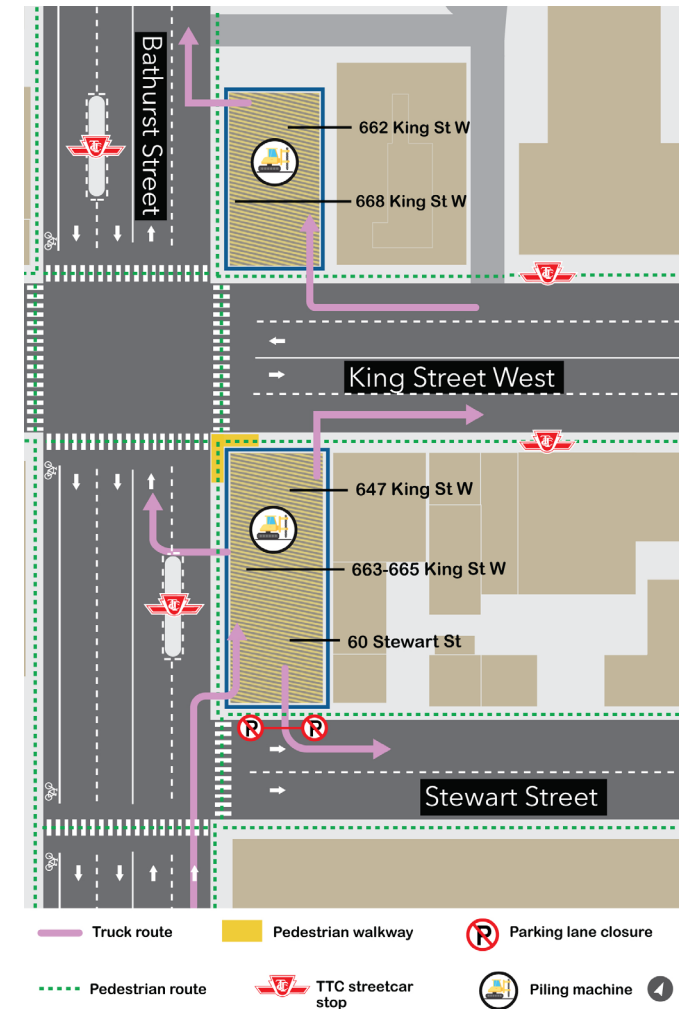 Bathurst Street
662 King St W
668 King St W
King Street West
647 King St W
663-665 King St W
60 Stewart St
P P
Stewart Street
Truck route
Pedestrian walkway
P
Parking lane closure
Pedestrian route
TTC streetcar
stop
Piling machine